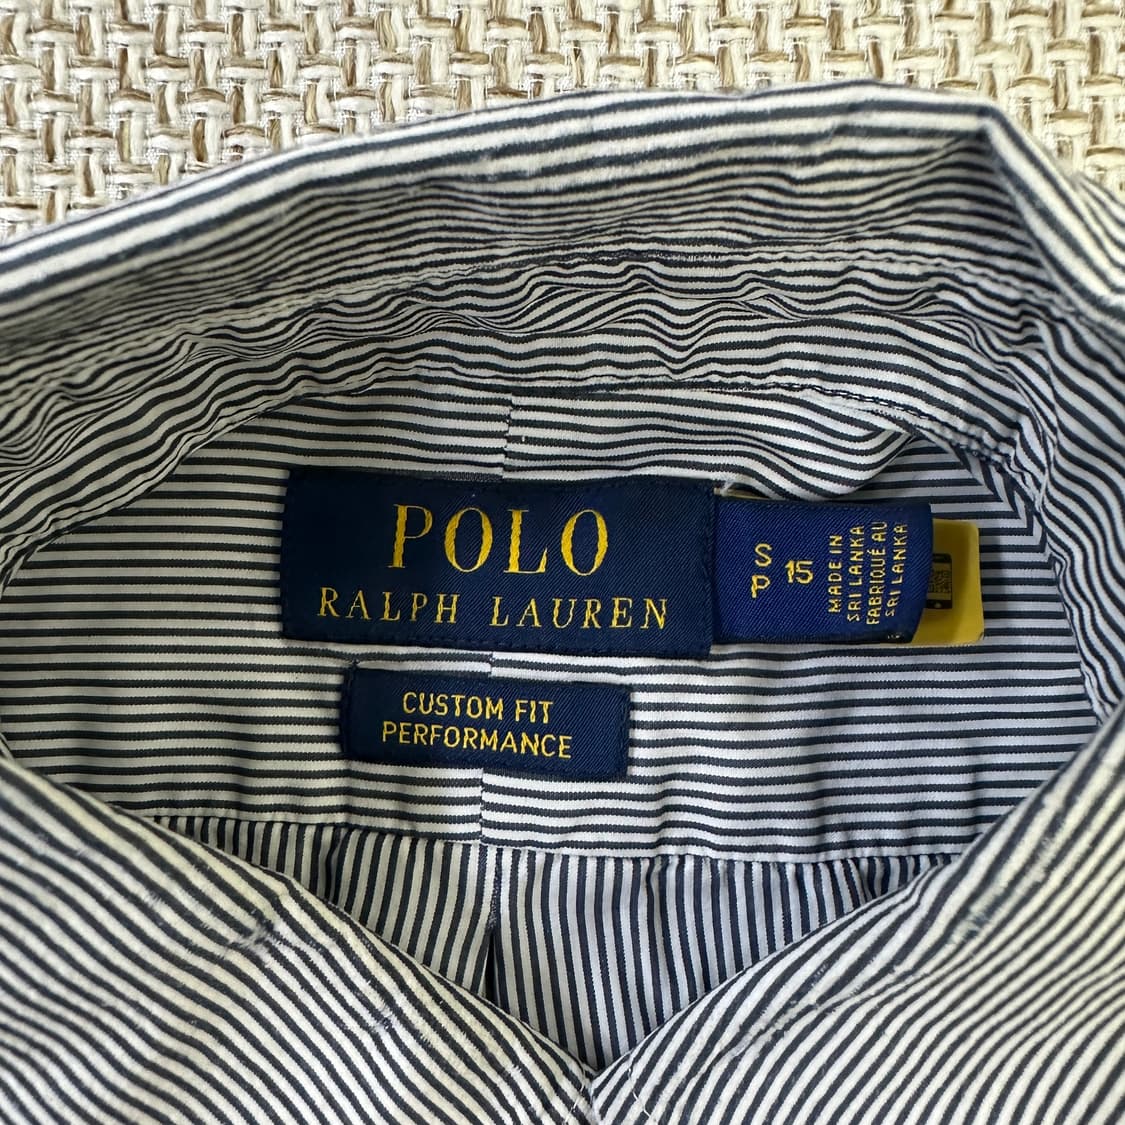 POLO
RALPH LAUREN
S
P
15
MADE IN
SRI LANKA
FABRIQUÉ AU
SRI LANKA
CUSTOM FIT
PERFORMANCE